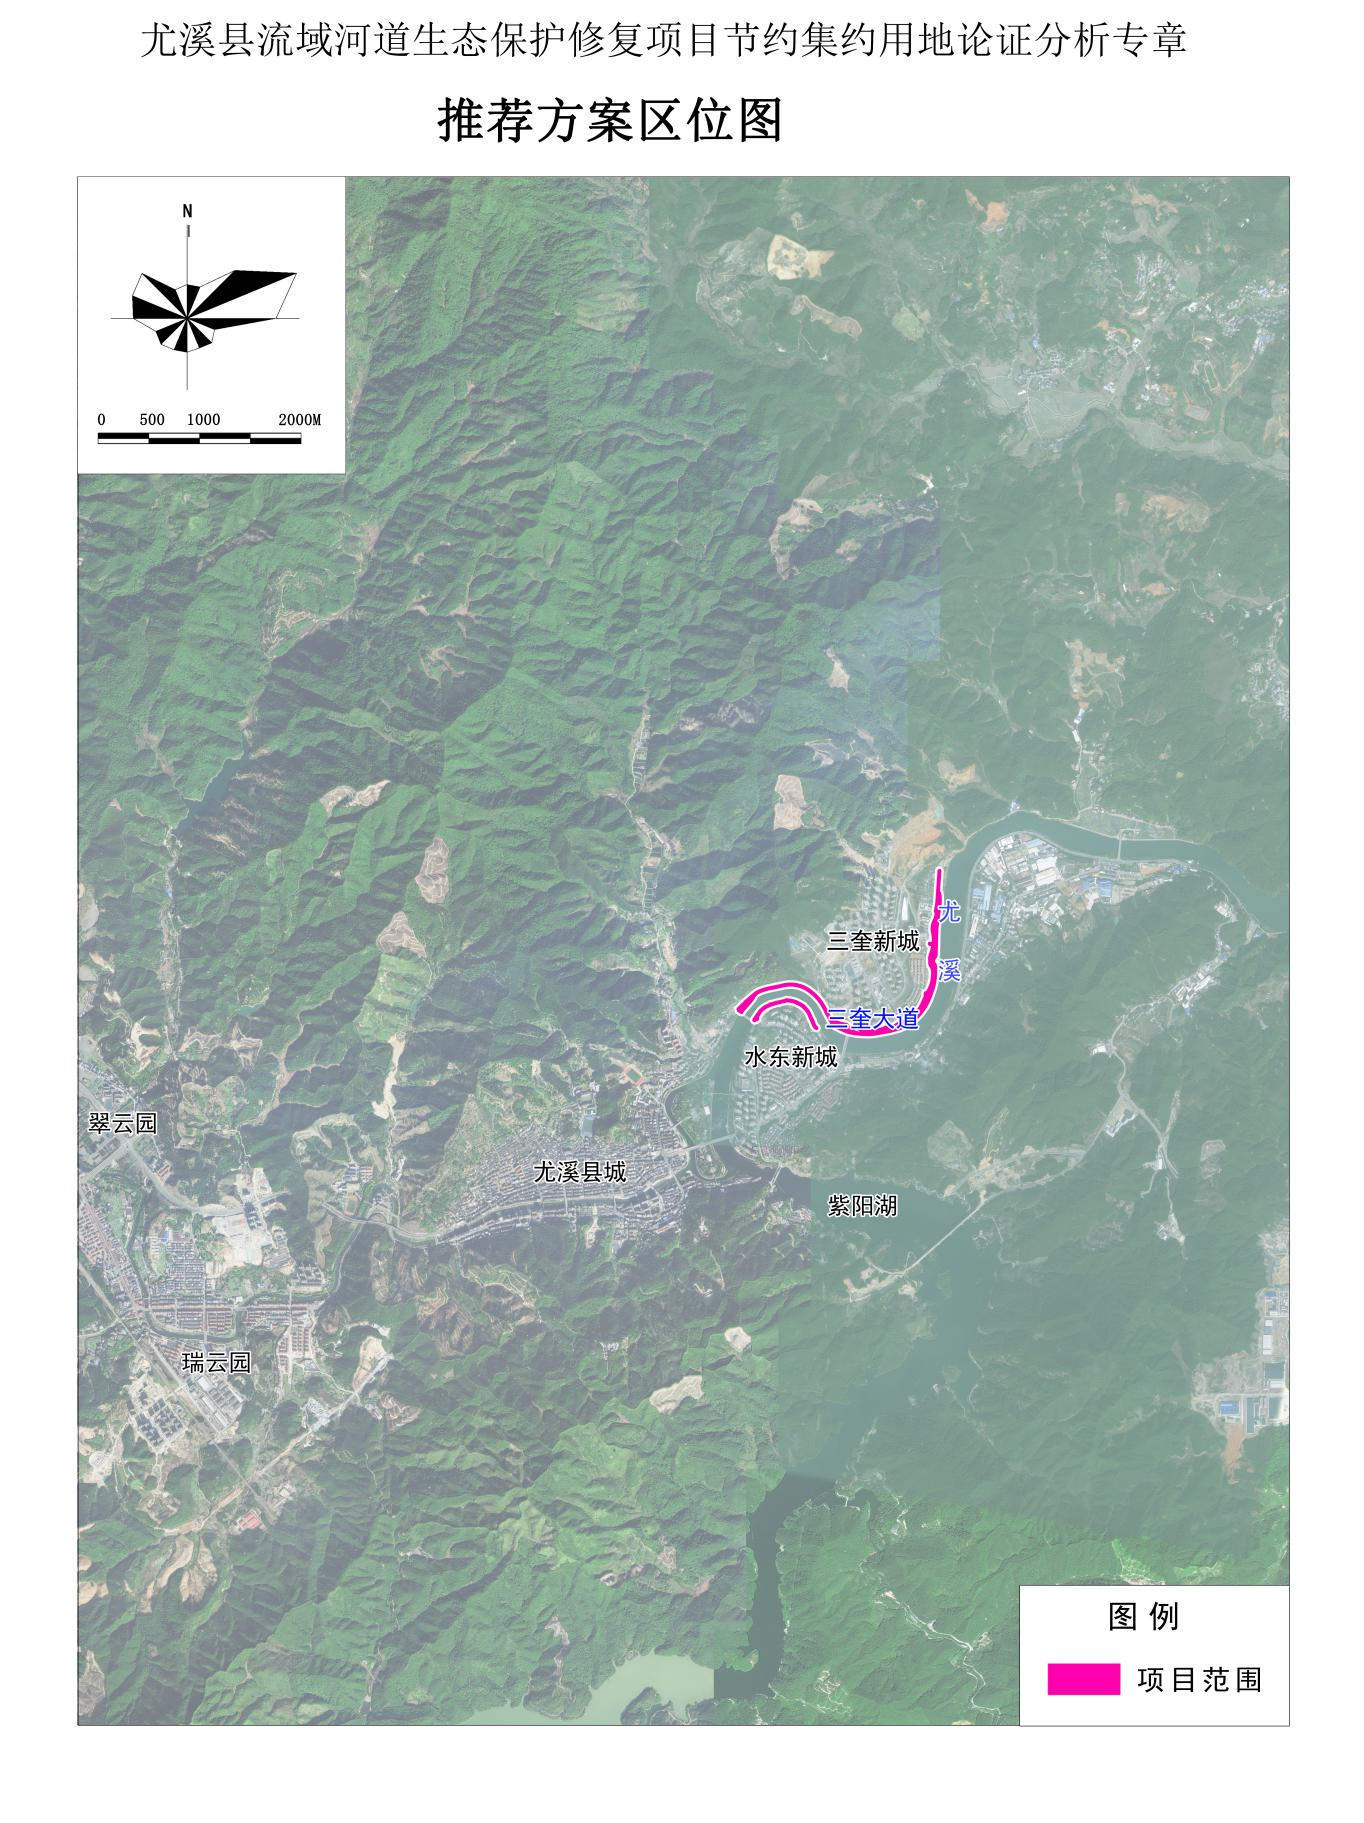 尤溪县流域河道生态保护修复项目节约集约用地论证分析专章
推荐方案区位图
N
0 500 1000 2000M
尤
三奎新城
溪
三奎大道
水东新城
翠云园
尤溪县城
紫阳湖
瑞云园
图例
项目范围